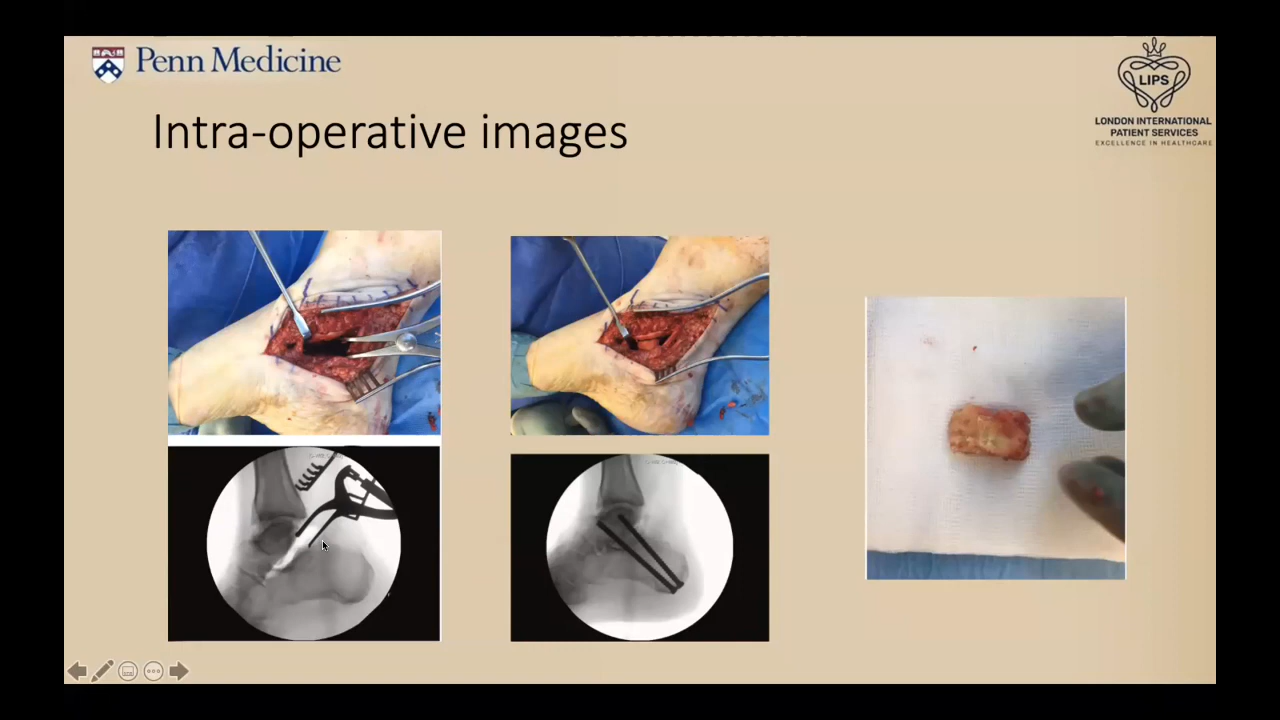 Penn Medicine
LIPS
LONDON INTERNATIONAL
PATIENT SERVICES
EXCELLENCE IN HEALTHCARE
Intra-operative images